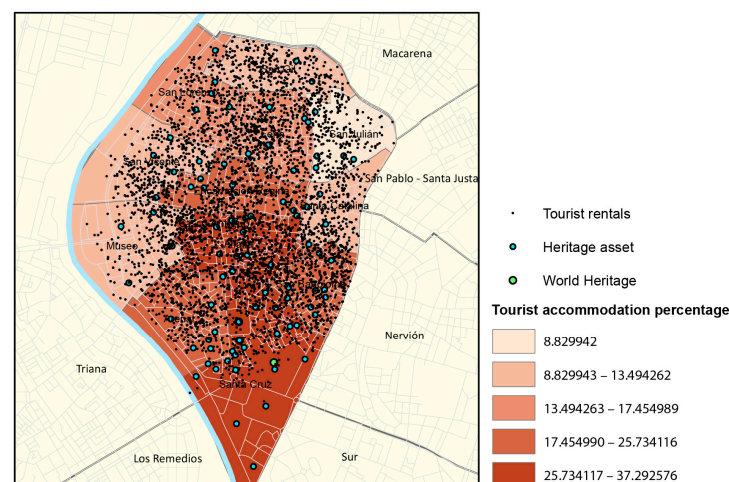 Macarena
San Julián
San Vicente
San Pablo - Santa Justa
Museo
Nervión
Triana
Santa Cruz
Los Remedios
Sur
Tourist rentals
Heritage asset
World Heritage
Tourist accommodation percentage
8.829942
8.829943 – 13.494262
13.494263 – 17.454989
17.454990 – 25.734116
25.734117 – 37.292576